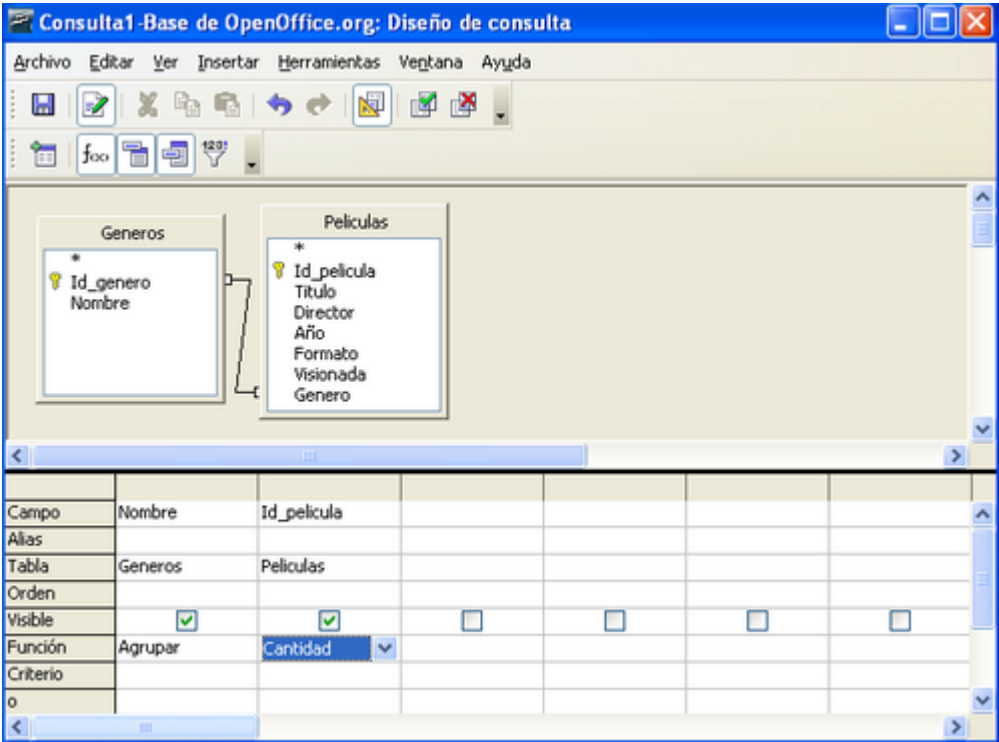 Consulta1-Base de OpenOffice.org: Diseño de consulta
Archivo Editar Ver Insertar Herramientas Ventana Ayuda
Generos
*
Id_genero
Nombre
Peliculas
*
Id_pelicula
Titulo
Director
Año
Formato
Visionada
Genero
Campo Nombre Id_pelicula
Alias
Tabla Generos Peliculas
Orden
Visible
Función Agrupar Cantidad
Criterio
o